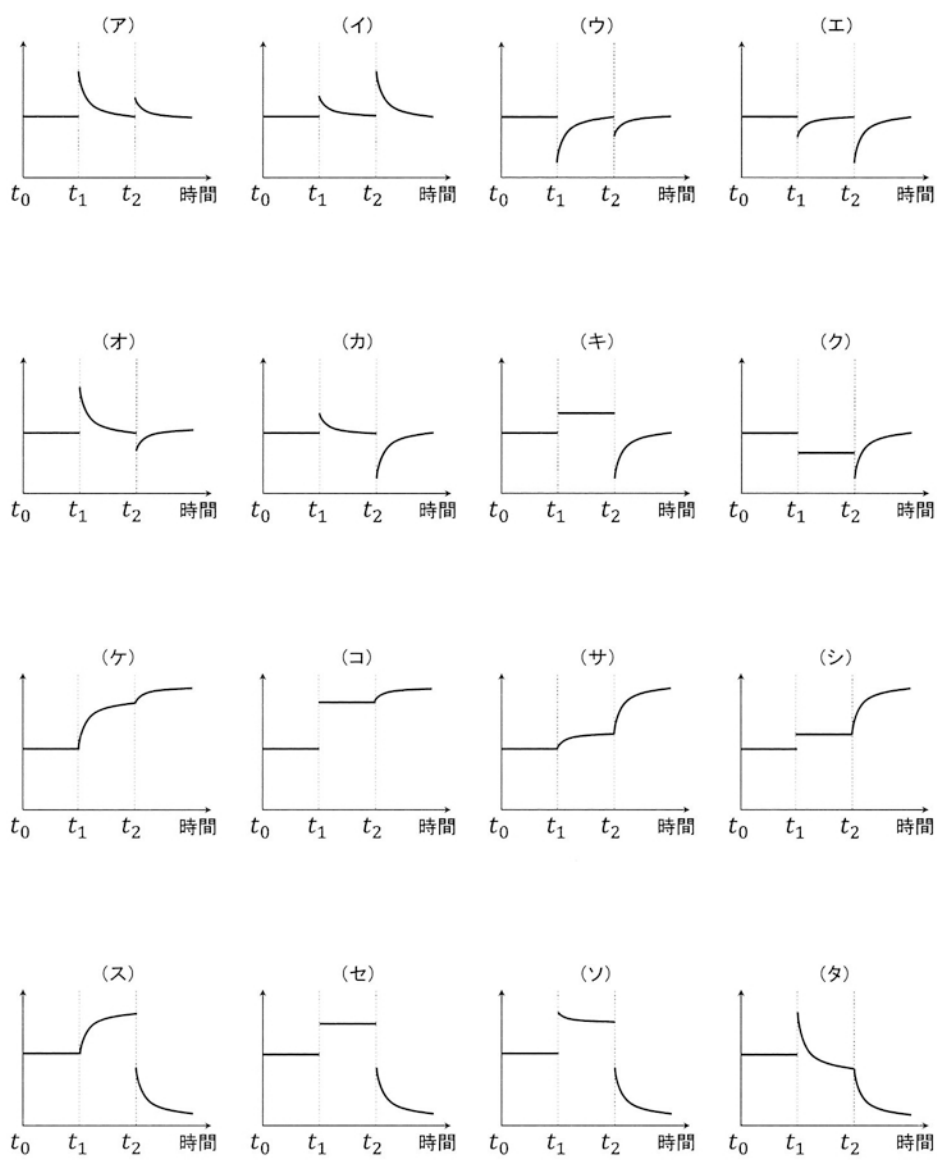 (ア) (イ) (ウ) (エ)
t₀ t₁ t₂ 時間 t₀ t₁ t₂ 時間 t₀ t₁ t₂ 時間 t₀ t₁ t₂ 時間
(オ) (カ) (キ) (ク)
t₀ t₁ t₂ 時間 t₀ t₁ t₂ 時間 t₀ t₁ t₂ 時間 t₀ t₁ t₂ 時間
(ケ) (コ) (サ) (シ)
t₀ t₁ t₂ 時間 t₀ t₁ t₂ 時間 t₀ t₁ t₂ 時間 t₀ t₁ t₂ 時間
(ス) (セ) (ソ) (タ)
t₀ t₁ t₂ 時間 t₀ t₁ t₂ 時間 t₀ t₁ t₂ 時間 t₀ t₁ t₂ 時間